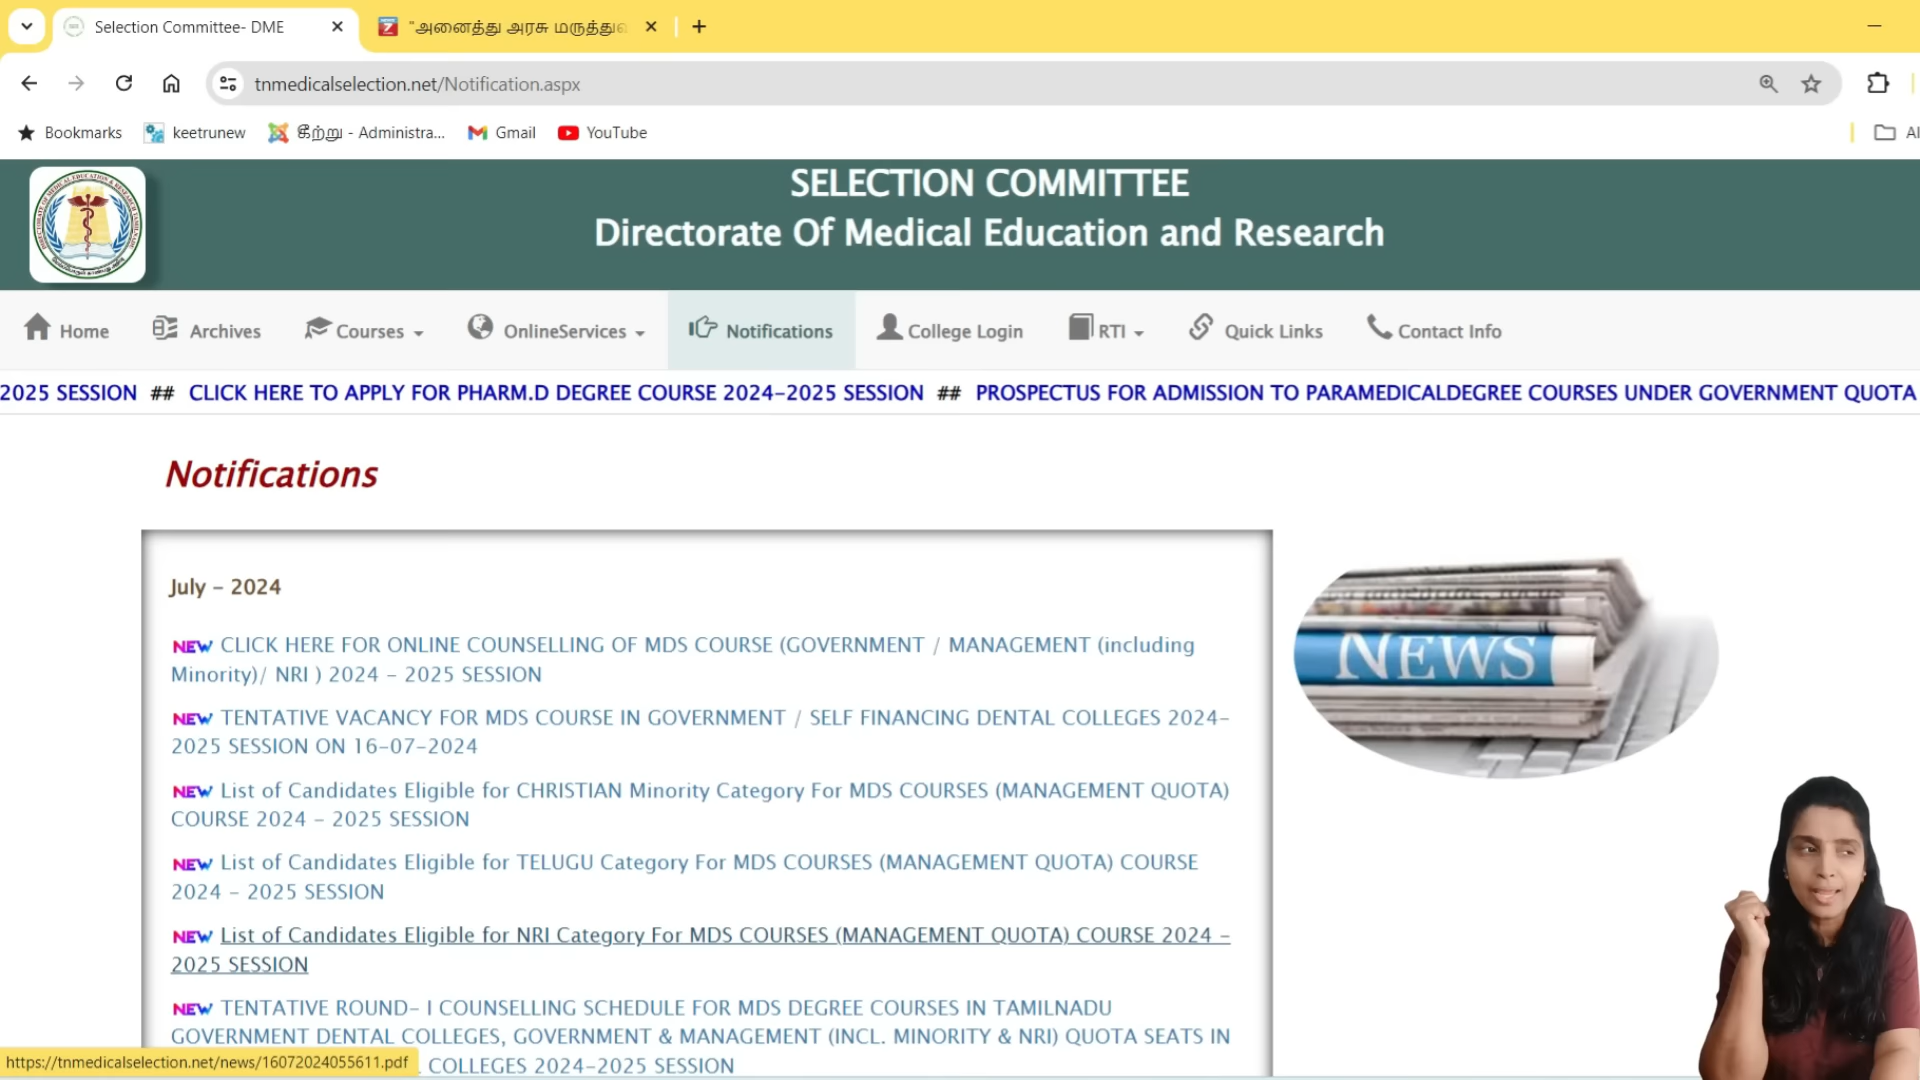 Selection Committee- DME
"அனைத்து அரசு மருத்துவ
tnmedicalselection.net/Notification.aspx
Bookmarks keetrunew கீற்று - Administra... Gmail YouTube
SELECTION COMMITTEE
Directorate Of Medical Education and Research
Home Archives Courses OnlineServices Notifications College Login RTI Quick Links Contact Info
2025 SESSION ## CLICK HERE TO APPLY FOR PHARM.D DEGREE COURSE 2024-2025 SESSION ## PROSPECTUS FOR ADMISSION TO PARAMEDICALDEGREE COURSES UNDER GOVERNMENT QUOTA
Notifications
July - 2024
NEW CLICK HERE FOR ONLINE COUNSELLING OF MDS COURSE (GOVERNMENT / MANAGEMENT (including
Minority)/ NRI ) 2024 - 2025 SESSION
NEW TENTATIVE VACANCY FOR MDS COURSE IN GOVERNMENT / SELF FINANCING DENTAL COLLEGES 2024-
2025 SESSION ON 16-07-2024
NEW List of Candidates Eligible for CHRISTIAN Minority Category For MDS COURSES (MANAGEMENT QUOTA)
COURSE 2024 - 2025 SESSION
NEW List of Candidates Eligible for TELUGU Category For MDS COURSES (MANAGEMENT QUOTA) COURSE
2024 - 2025 SESSION
NEW List of Candidates Eligible for NRI Category For MDS COURSES (MANAGEMENT QUOTA) COURSE 2024 -
2025 SESSION
NEW TENTATIVE ROUND- I COUNSELLING SCHEDULE FOR MDS DEGREE COURSES IN TAMILNADU
GOVERNMENT DENTAL COLLEGES, GOVERNMENT & MANAGEMENT (INCL. MINORITY & NRI) QUOTA SEATS IN
COLLEGES 2024-2025 SESSION
NEWS
https://tnmedicalselection.net/news/16072024055611.pdf